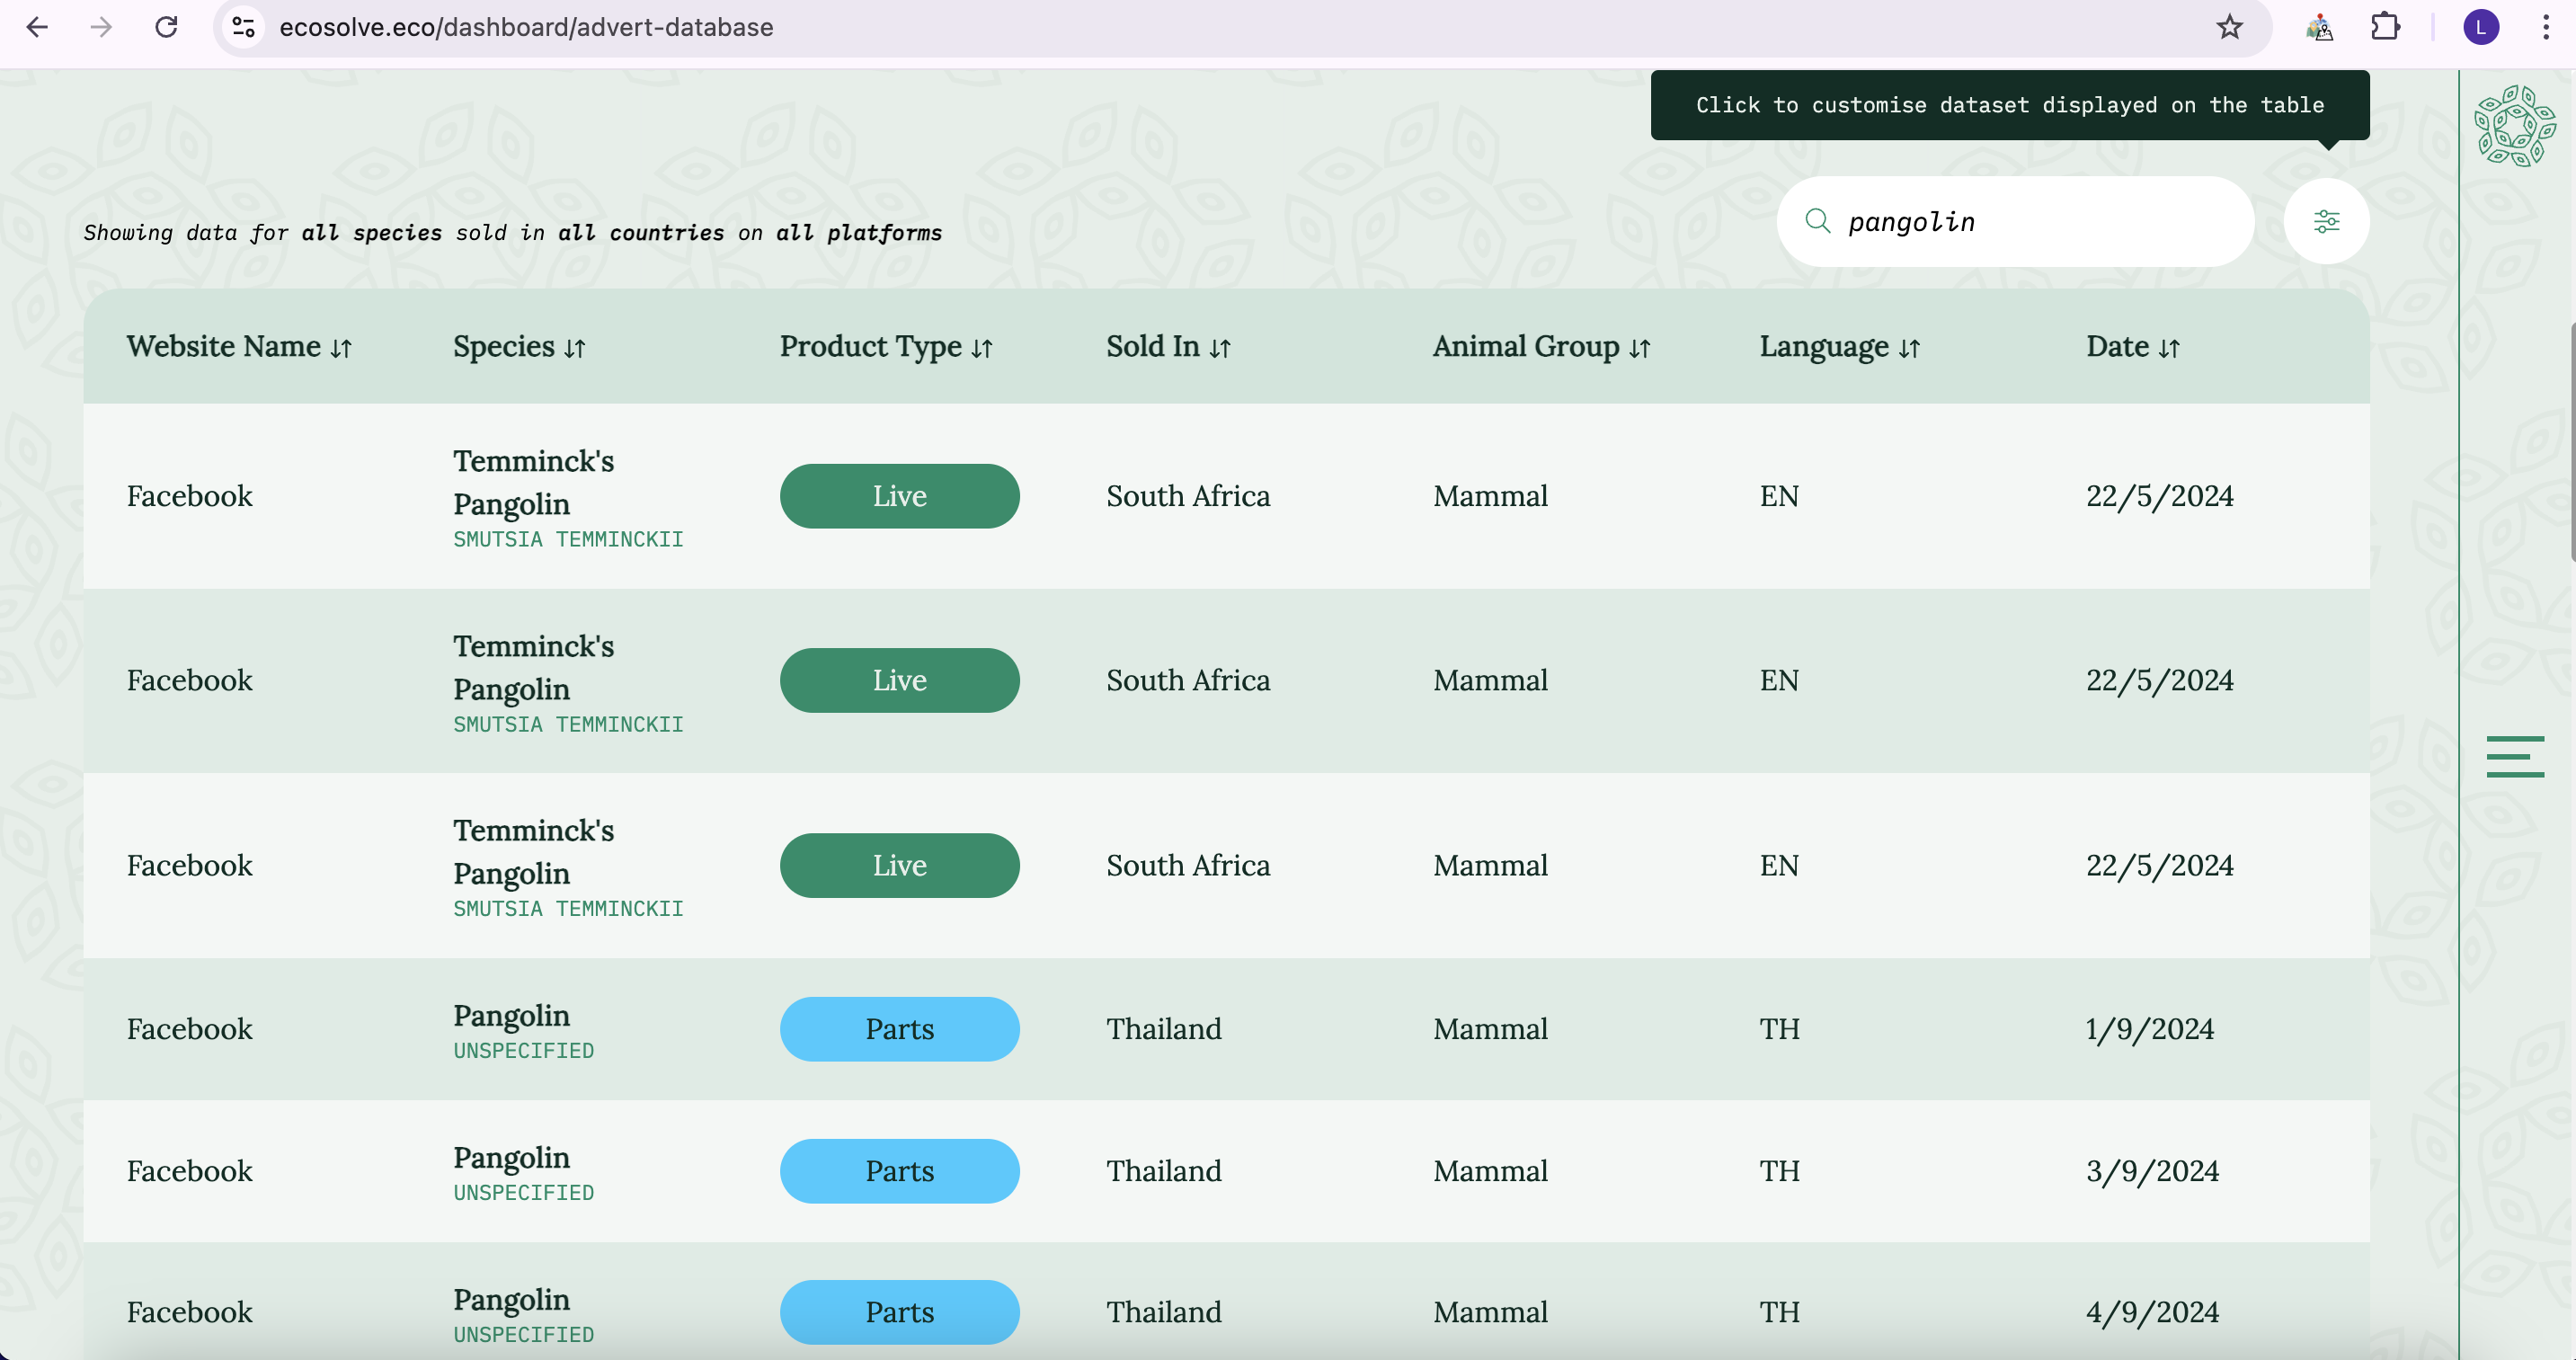 ecosolve.eco/dashboard/advert-database
L
Click to customise dataset displayed on the table
Showing data for all species sold in all countries on all platforms
pangolin
Website Name Species Product Type Sold In Animal Group Language Date
Facebook Temminck's Pangolin SMUTSIA TEMMINCKII Live South Africa Mammal EN 22/5/2024
Facebook Temminck's Pangolin SMUTSIA TEMMINCKII Live South Africa Mammal EN 22/5/2024
Facebook Temminck's Pangolin SMUTSIA TEMMINCKII Live South Africa Mammal EN 22/5/2024
Facebook Pangolin UNSPECIFIED Parts Thailand Mammal TH 1/9/2024
Facebook Pangolin UNSPECIFIED Parts Thailand Mammal TH 3/9/2024
Facebook Pangolin UNSPECIFIED Parts Thailand Mammal TH 4/9/2024